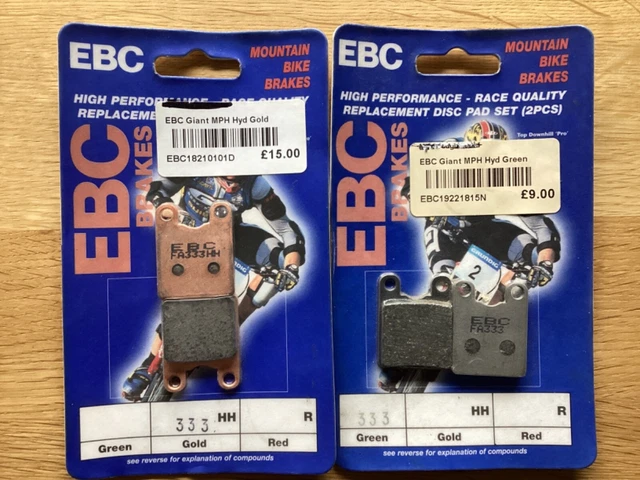 EBC
MOUNTAIN
BIKE
BRAKES
HIGH PERFORMANCE - RACE QUALITY
REPLACEMENT
EBC Giant MPH Hyd Gold
EBC18210101D
£15.00
EBC
BRAKES
EBC
FA333HH
333.
HH
R
Green
Gold
Red
see reverse for explanation of compounds
EBC
MOUNTAIN
BIKE
BRAKES
HIGH PERFORMANCE - RACE QUALITY
REPLACEMENT DISC PAD SET (2PCS)
Top Downhill 'Pro'
EBC Giant MPH Hyd Green
EBC19221815N
£9.00
EBC
BRAKES
2
EBC
FA333
333
HH
R
Green
Gold
Red
see reverse for explanation of compounds